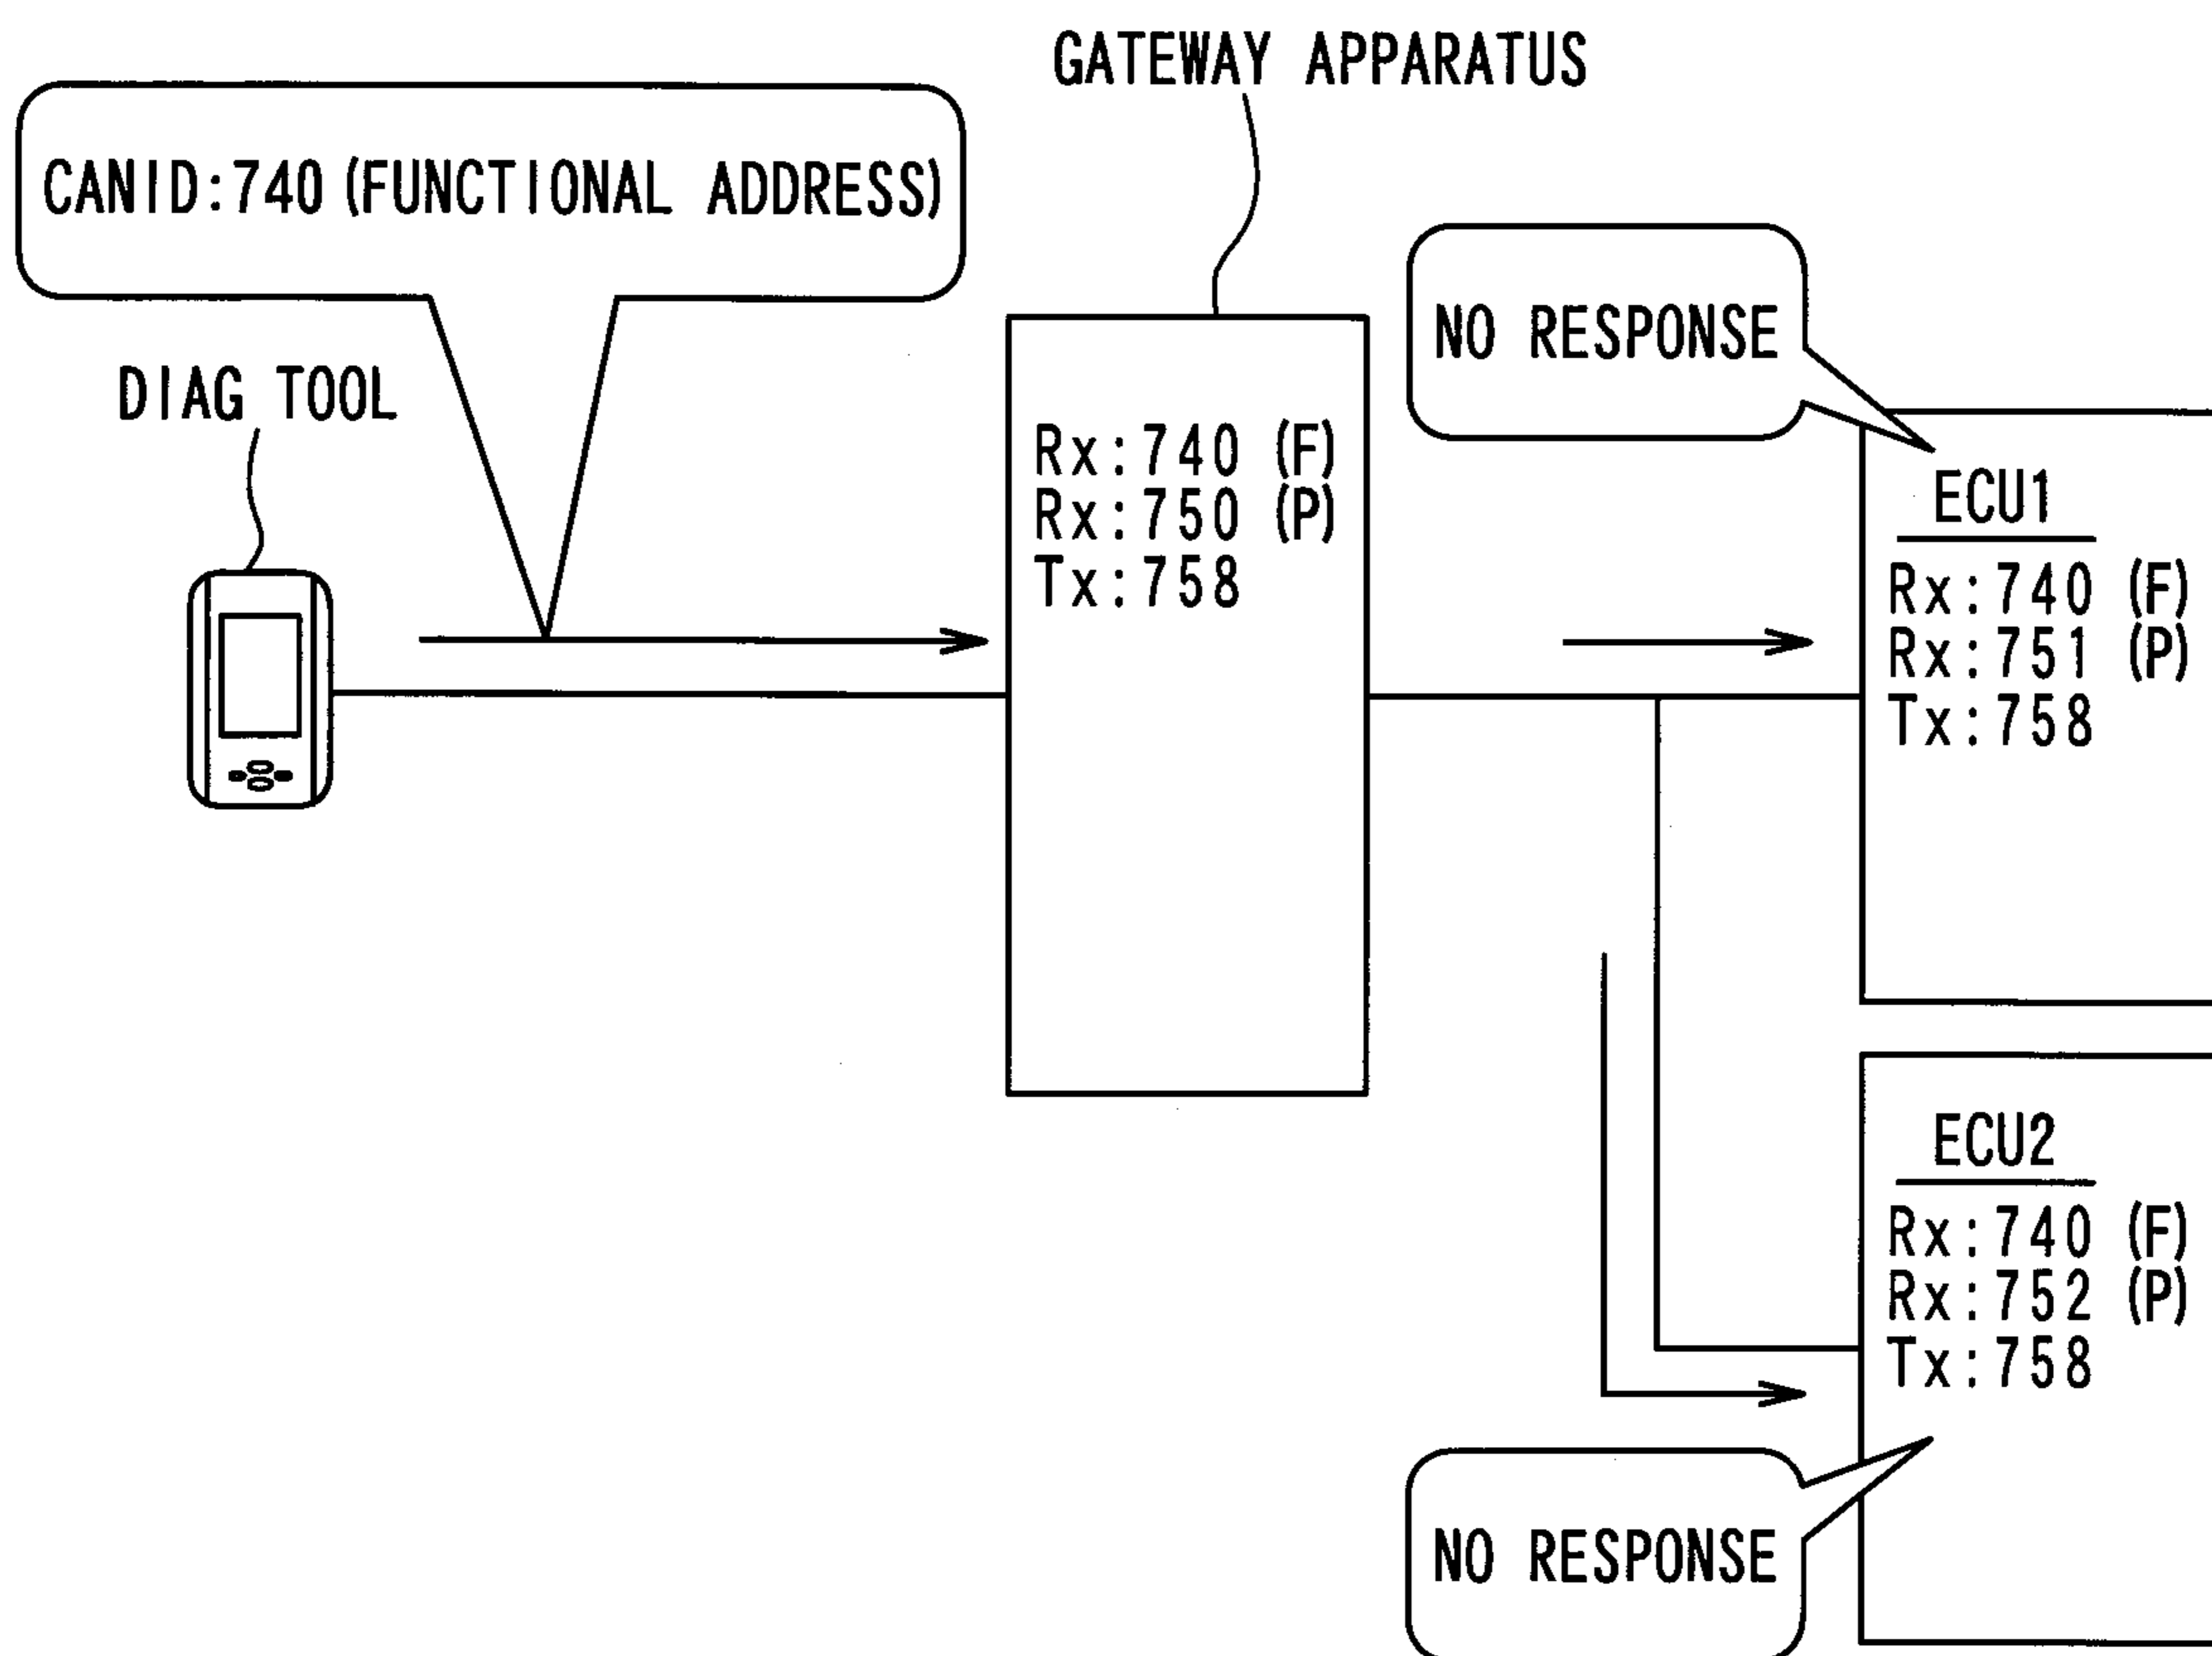 GATEWAY APPARATUS
CANID:740 (FUNCTIONAL ADDRESS)
DIAG TOOL
Rx:740 (F)
Rx:750 (P)
Tx:758
NO RESPONSE
ECU1
Rx:740 (F)
Rx:751 (P)
Tx:758
ECU2
Rx:740 (F)
Rx:752 (P)
Tx:758
NO RESPONSE